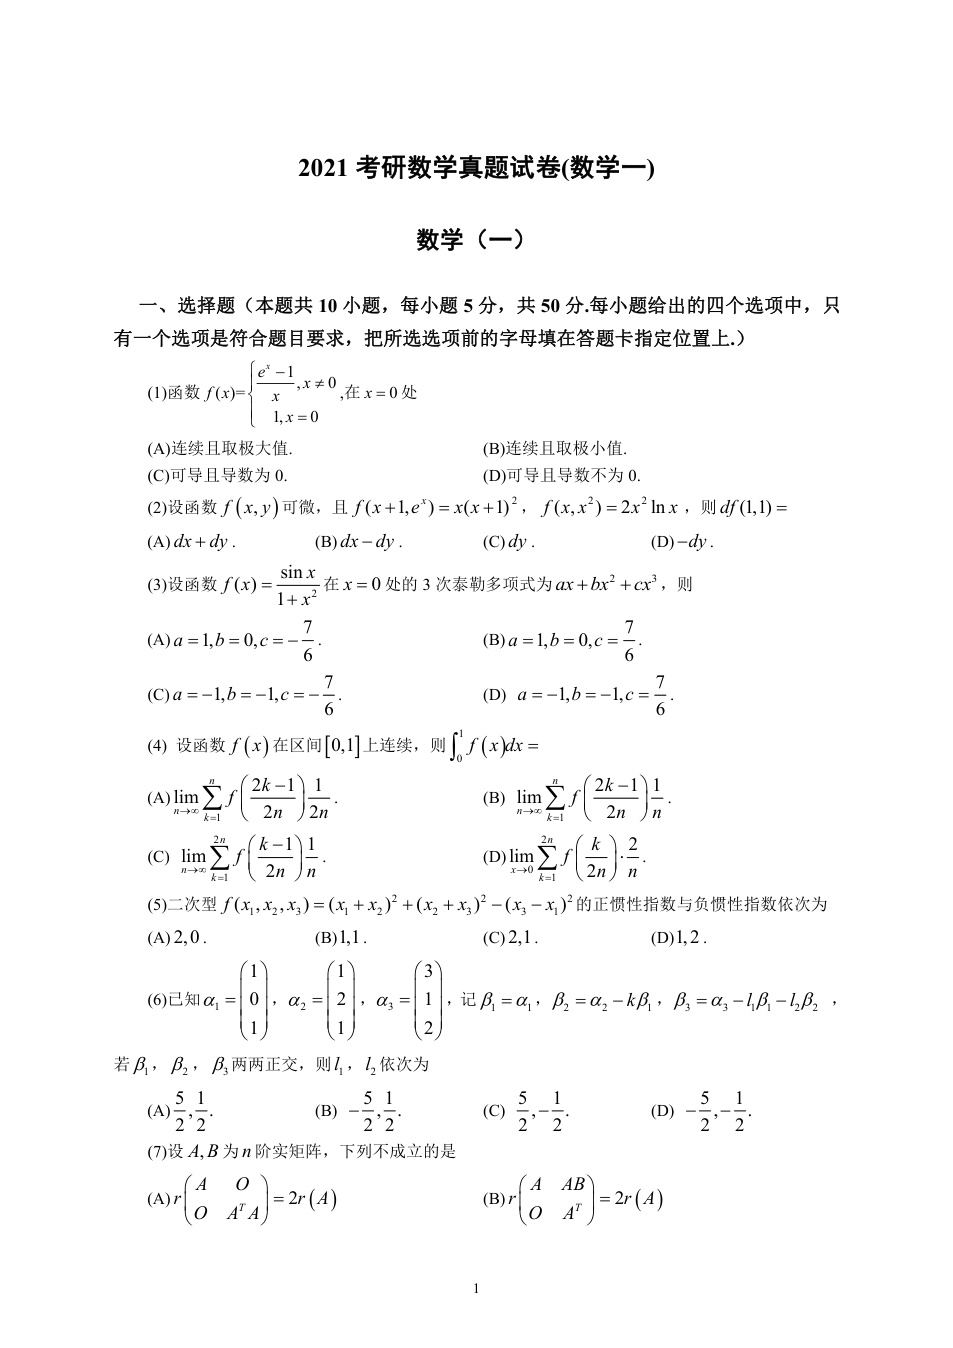 2021 考研数学真题试卷(数学一)
数学（一）
一、选择题（本题共 10 小题，每小题 5 分，共 50 分.每小题给出的四个选项中，只
有一个选项是符合题目要求，把所选选项前的字母填在答题卡指定位置上.）
(1)函数 f(x)= { (e^x − 1)/x, x ≠ 0; 1, x = 0 ,在 x = 0 处
(A)连续且取极大值. (B)连续且取极小值.
(C)可导且导数为 0. (D)可导且导数不为 0.
(2)设函数 f(x,y) 可微，且 f(x+1,e^x) = x(x+1)^2，f(x,x^2) = 2x^2 ln x，则 df(1,1) =
(A) dx + dy . (B) dx − dy . (C) dy . (D) −dy .
(3)设函数 f(x) = sin x/(1+x^2) 在 x = 0 处的 3 次泰勒多项式为 ax + bx^2 + cx^3，则
(A) a = 1, b = 0, c = −7/6 . (B) a = 1, b = 0, c = 7/6 .
(C) a = −1, b = −1, c = −7/6 . (D) a = −1, b = −1, c = 7/6 .
(4) 设函数 f(x) 在区间 [0,1] 上连续，则 ∫_0^1 f(x)dx =
(A) lim_{n→∞} ∑_{k=1}^{n} f((2k−1)/2n) 1/2n . (B) lim_{n→∞} ∑_{k=1}^{n} f((2k−1)/2n) 1/n .
(C) lim_{n→∞} ∑_{k=1}^{2n} f((k−1)/2n) 1/n . (D) lim_{x→0} ∑_{k=1}^{2n} f(k/2n) · 2/n .
(5)二次型 f(x_1,x_2,x_3) = (x_1+x_2)^2 + (x_2+x_3)^2 − (x_3−x_1)^2 的正惯性指数与负惯性指数依次为
(A) 2,0 . (B) 1,1 . (C) 2,1 . (D) 1,2 .
(6)已知 α_1 = (1 0 1)，α_2 = (1 2 1)，α_3 = (3 1 2)，记 β_1 = α_1，β_2 = α_2 − kβ_1，β_3 = α_3 − l_1β_1 − l_2β_2 ，
若 β_1，β_2，β_3 两两正交，则 l_1，l_2 依次为
(A) 5/2, 1/2 . (B) −5/2, 1/2 . (C) 5/2, −1/2 . (D) −5/2, −1/2 .
(7)设 A,B 为 n 阶实矩阵，下列不成立的是
(A) r(A O; O A^T A) = 2r(A) (B) r(A AB; O A^T) = 2r(A)
1